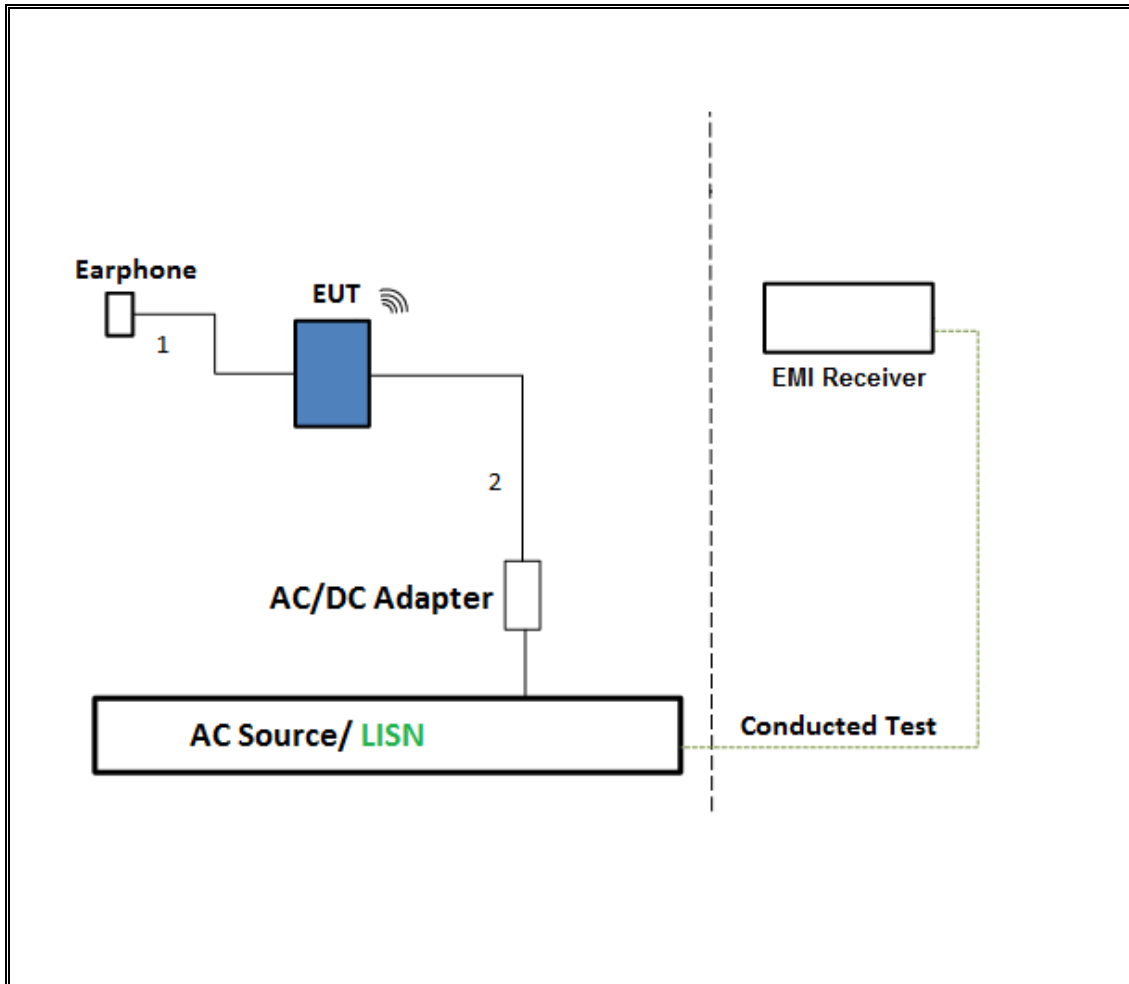 Earphone
1
EUT
2
AC/DC Adapter
AC Source/ LISN
EMI Receiver
Conducted Test